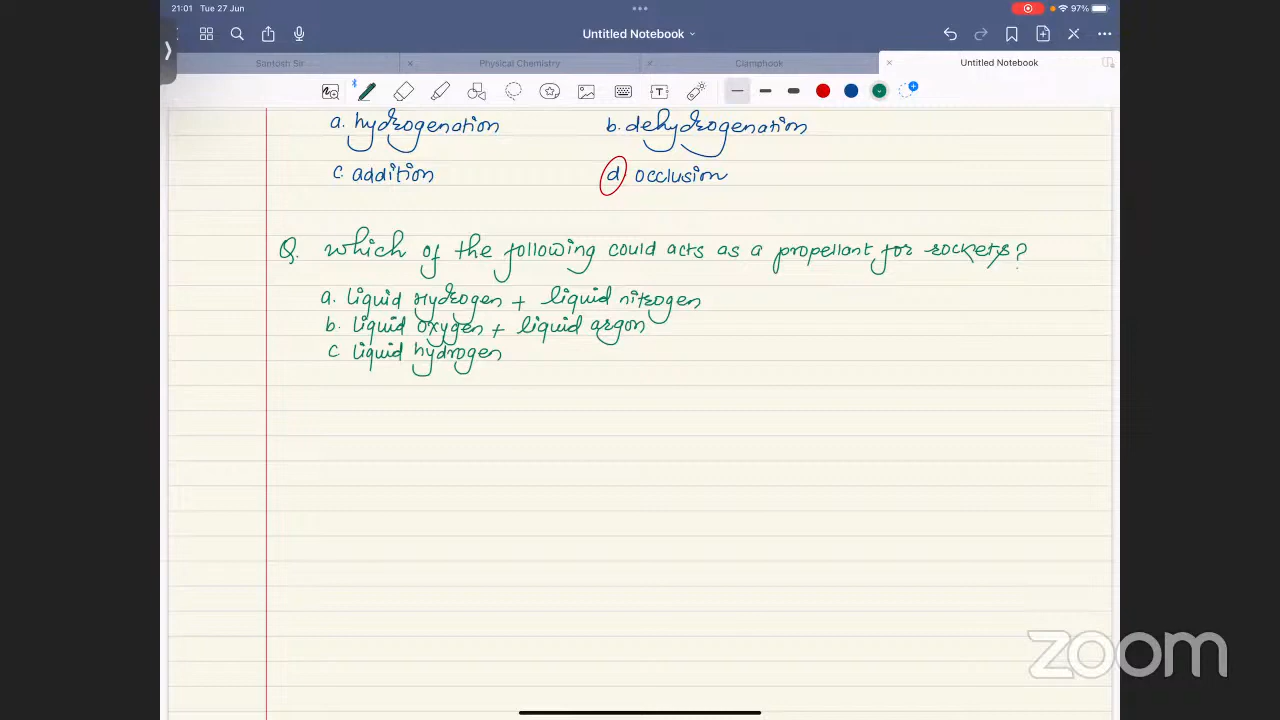 21:01 Tue 27 Jun
97%
Untitled Notebook
Santosh Sir
Physical Chemistry
Clamphook
Untitled Notebook
a. hydrogenation b. dehydrogenation
c. addition d occlusion
Q. which of the following could acts as a propellant for rockets?
a. liquid Hydrogen + liquid nitrogen
b. liquid oxygen + liquid argon
c liquid hydrogen
zoom